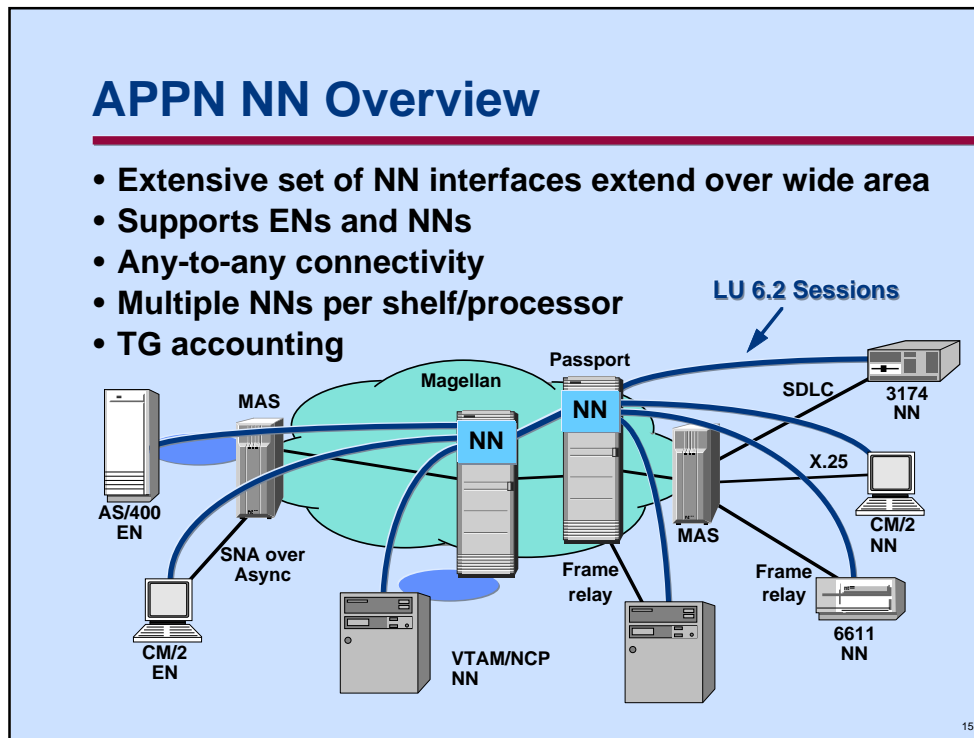 APPN NN Overview
• Extensive set of NN interfaces extend over wide area
• Supports ENs and NNs
• Any-to-any connectivity
• Multiple NNs per shelf/processor
• TG accounting
LU 6.2 Sessions
Passport
Magellan
MAS
SDLC
3174
NN
NN
NN
X.25
AS/400
EN
CM/2
NN
MAS
SNA over
Async
Frame
relay
Frame
relay
CM/2
EN
VTAM/NCP
NN
6611
NN
15